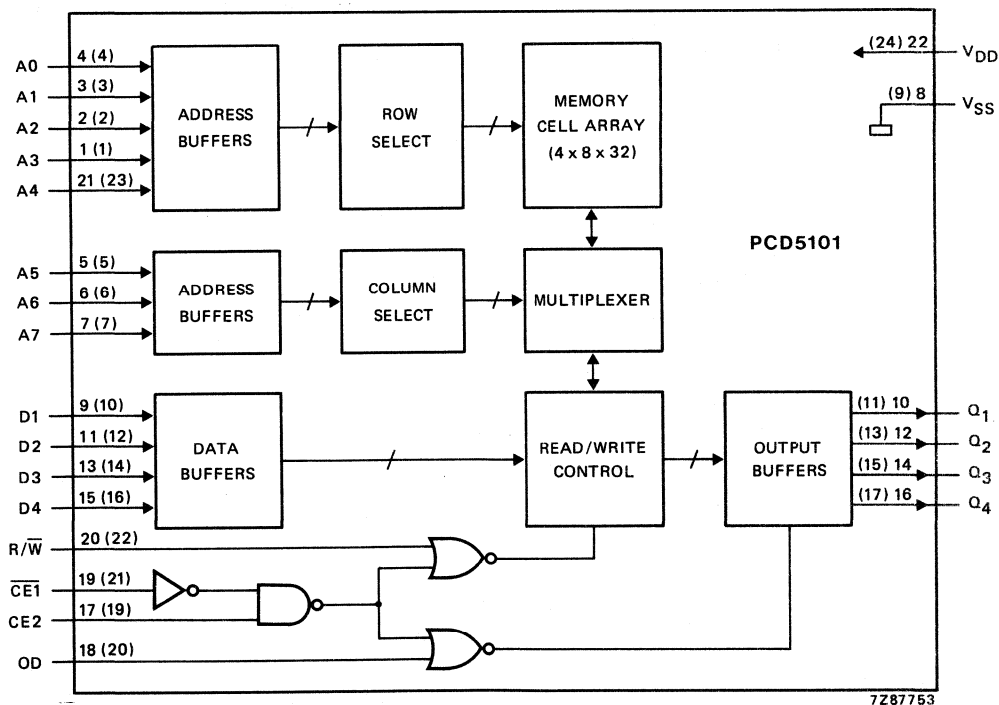 A0 4 (4)
A1 3 (3)
A2 2 (2)
A3 1 (1)
A4 21 (23)
ADDRESS
BUFFERS
ROW
SELECT
MEMORY
CELL ARRAY
(4 x 8 x 32)
(24) 22 VDD
(9) 8 VSS
PCD5101
A5 5 (5)
A6 6 (6)
A7 7 (7)
ADDRESS
BUFFERS
COLUMN
SELECT
MULTIPLEXER
D1 9 (10)
D2 11 (12)
D3 13 (14)
D4 15 (16)
DATA
BUFFERS
READ/WRITE
CONTROL
OUTPUT
BUFFERS
(11) 10 Q1
(13) 12 Q2
(15) 14 Q3
(17) 16 Q4
R/W̅ 20 (22)
C̅E̅1̅ 19 (21)
CE2 17 (19)
OD 18 (20)
7Z87753